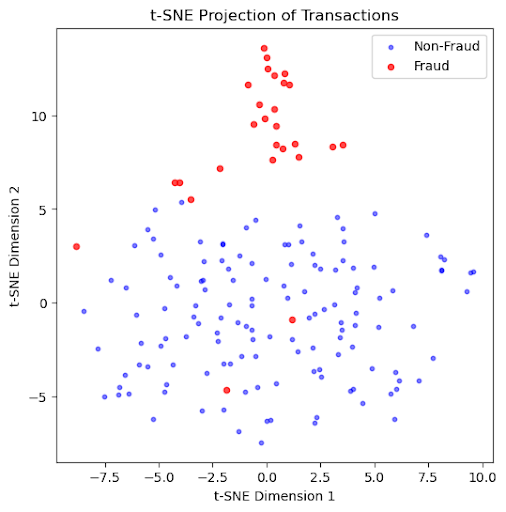 t-SNE Projection of Transactions
Non-Fraud
Fraud
10
5
0
−5
t-SNE Dimension 2
−7.5 −5.0 −2.5 0.0 2.5 5.0 7.5 10.0
t-SNE Dimension 1